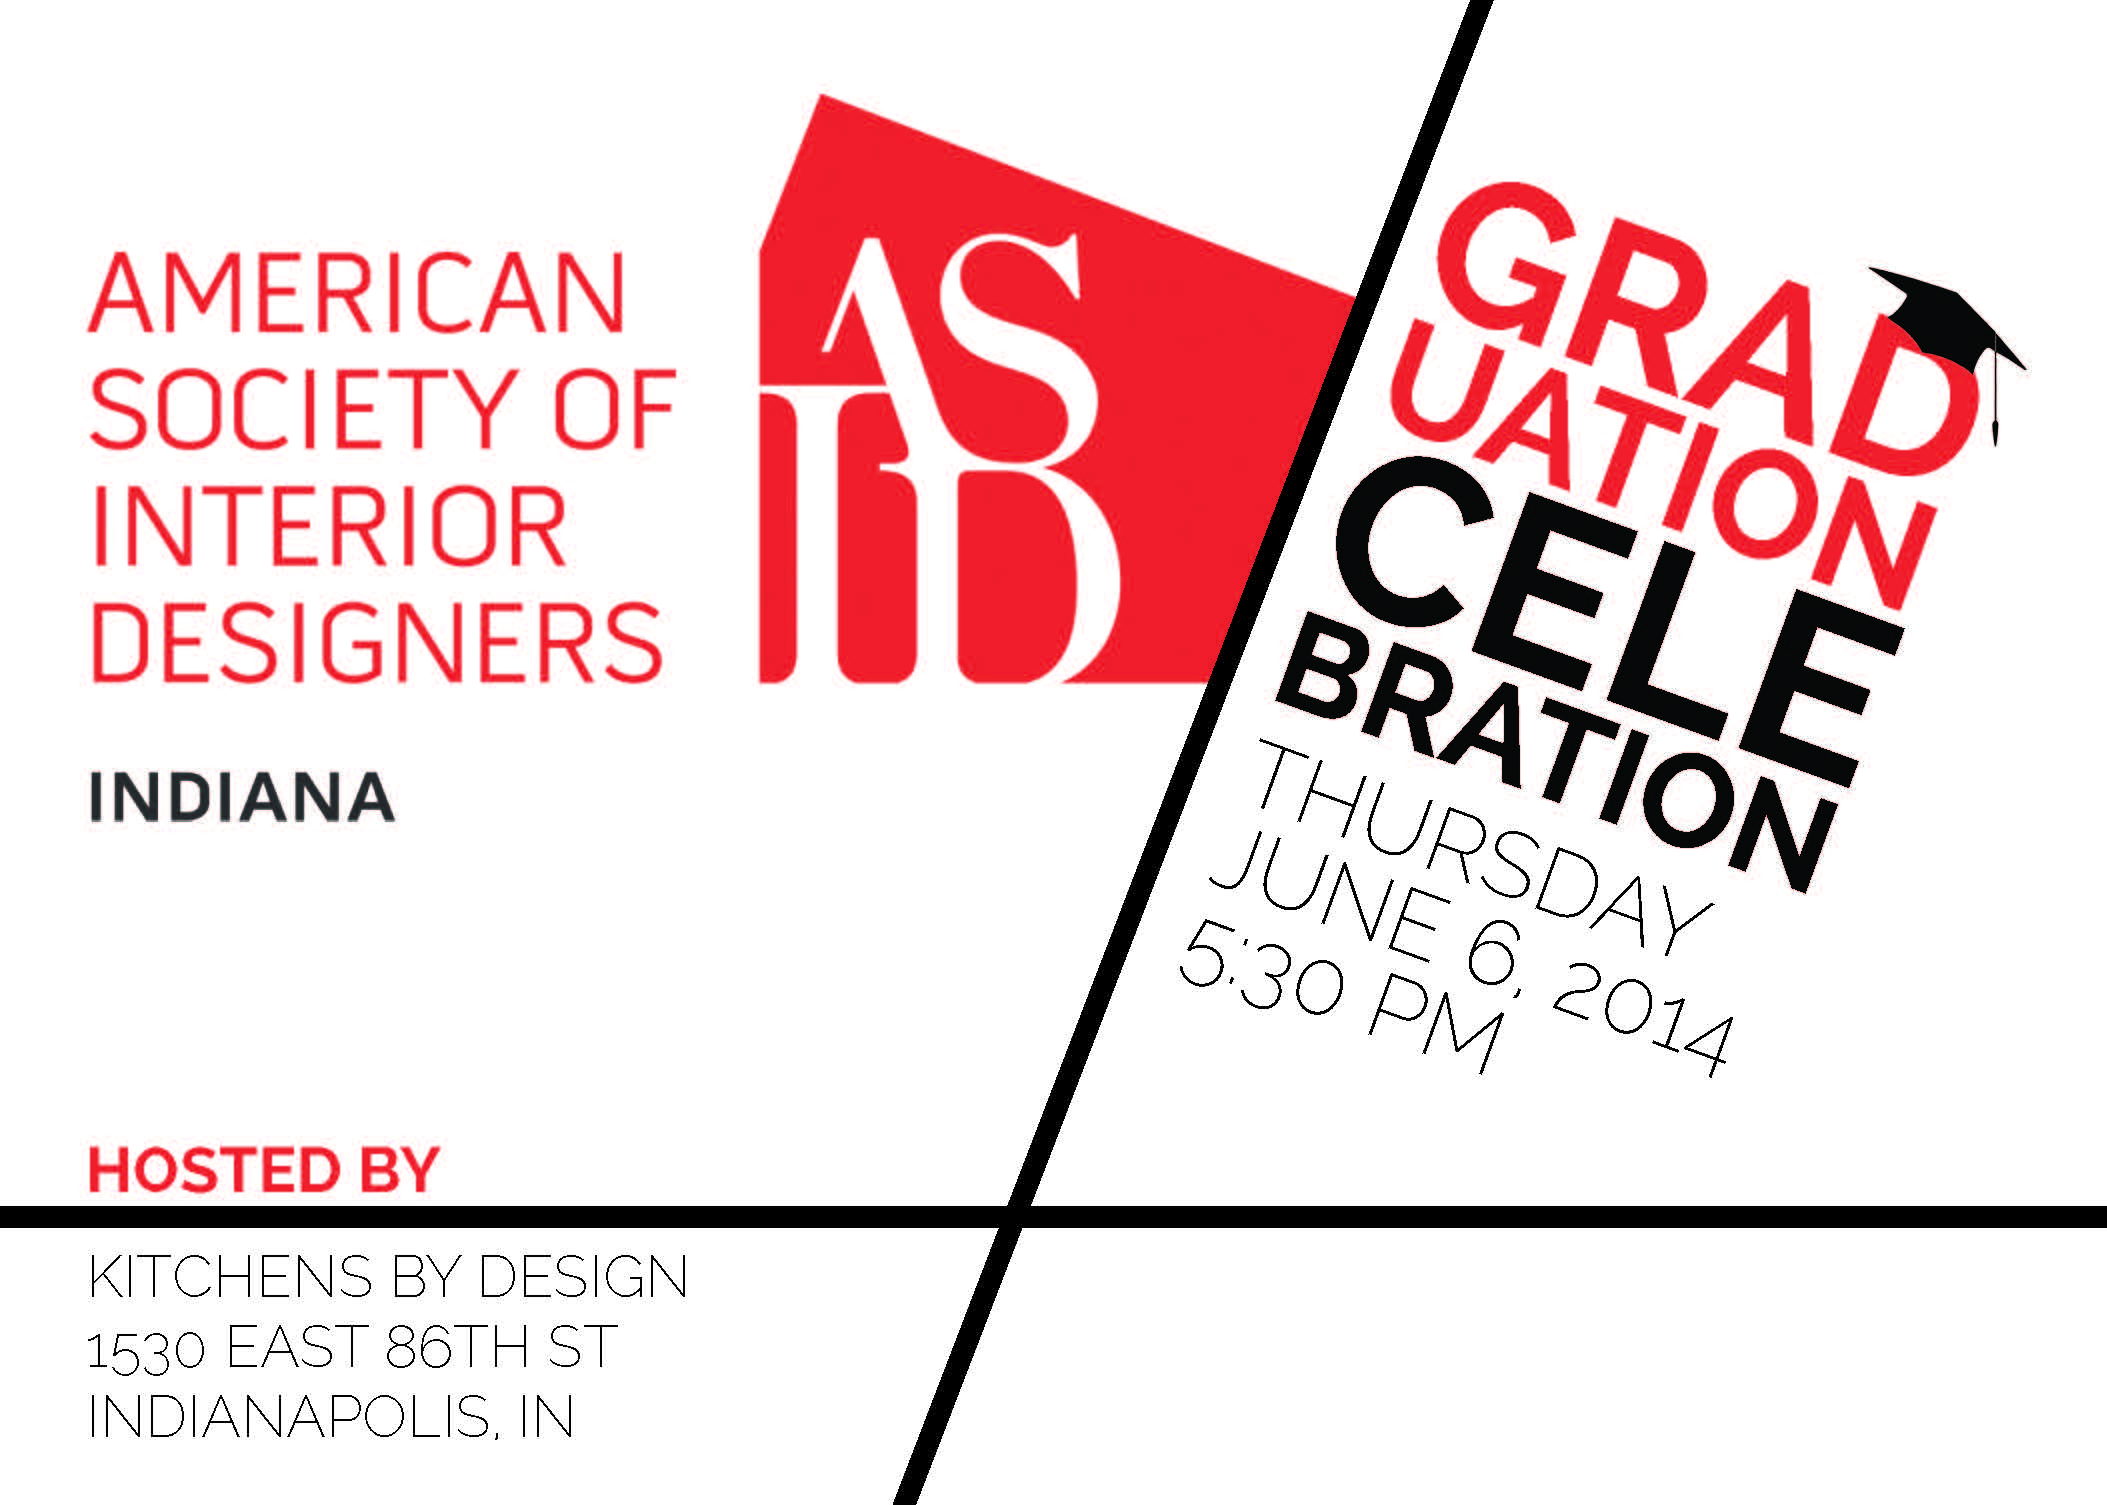 AMERICAN
SOCIETY OF
INTERIOR
DESIGNERS
INDIANA
ASID
GRAD
UATION
CELE
BRATION
THURSDAY
JUNE 6, 2014
5:30 PM
HOSTED BY
KITCHENS BY DESIGN
1530 EAST 86TH ST
INDIANAPOLIS, IN